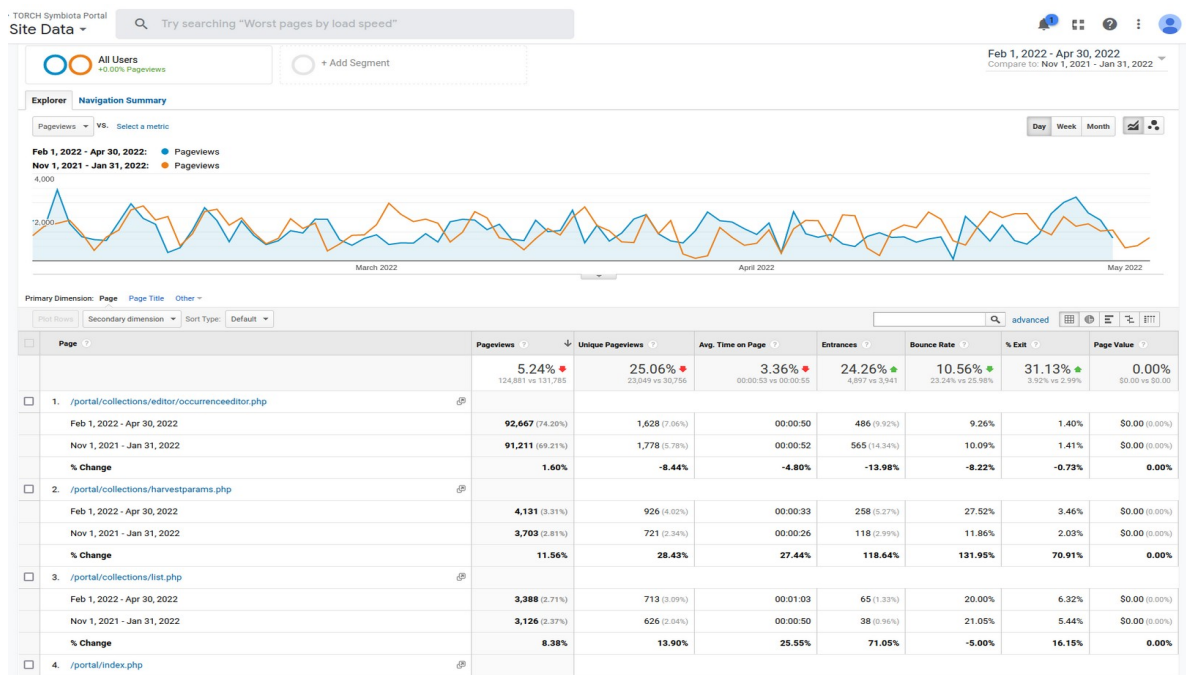 TORCH Symbiota Portal
Site Data
Try searching "Worst pages by load speed"
1
All Users
+0.00% Pageviews
+ Add Segment
Feb 1, 2022 - Apr 30, 2022
Compare to: Nov 1, 2021 - Jan 31, 2022
Explorer Navigation Summary
Pageviews VS. Select a metric
Day Week Month
Feb 1, 2022 - Apr 30, 2022: Pageviews
Nov 1, 2021 - Jan 31, 2022: Pageviews
4,000
2,000
March 2022 April 2022 May 2022
Primary Dimension: Page Page Title Other
Plot Rows Secondary dimension Sort Type: Default advanced
Page Pageviews Unique Pageviews Avg. Time on Page Entrances Bounce Rate % Exit Page Value
5.24% 25.06% 3.36% 24.26% 10.56% 31.13% 0.00%
124,881 vs 131,785 23,049 vs 30,756 00:00:53 vs 00:00:55 4,897 vs 3,941 23.24% vs 25.98% 3.92% vs 2.99% $0.00 vs $0.00
1. /portal/collections/editor/occurrenceeditor.php
Feb 1, 2022 - Apr 30, 2022 92,667 (74.20%) 1,628 (7.06%) 00:00:50 486 (9.92%) 9.26% 1.40% $0.00 (0.00%)
Nov 1, 2021 - Jan 31, 2022 91,211 (69.21%) 1,778 (5.78%) 00:00:52 565 (14.34%) 10.09% 1.41% $0.00 (0.00%)
% Change 1.60% -8.44% -4.80% -13.98% -8.22% -0.73% 0.00%
2. /portal/collections/harvestparams.php
Feb 1, 2022 - Apr 30, 2022 4,131 (3.31%) 926 (4.02%) 00:00:33 258 (5.27%) 27.52% 3.46% $0.00 (0.00%)
Nov 1, 2021 - Jan 31, 2022 3,703 (2.81%) 721 (2.34%) 00:00:26 118 (2.99%) 11.86% 2.03% $0.00 (0.00%)
% Change 11.56% 28.43% 27.44% 118.64% 131.95% 70.91% 0.00%
3. /portal/collections/list.php
Feb 1, 2022 - Apr 30, 2022 3,388 (2.71%) 713 (3.09%) 00:01:03 65 (1.33%) 20.00% 6.32% $0.00 (0.00%)
Nov 1, 2021 - Jan 31, 2022 3,126 (2.37%) 626 (2.04%) 00:00:50 38 (0.96%) 21.05% 5.44% $0.00 (0.00%)
% Change 8.38% 13.90% 25.55% 71.05% -5.00% 16.15% 0.00%
4. /portal/index.php